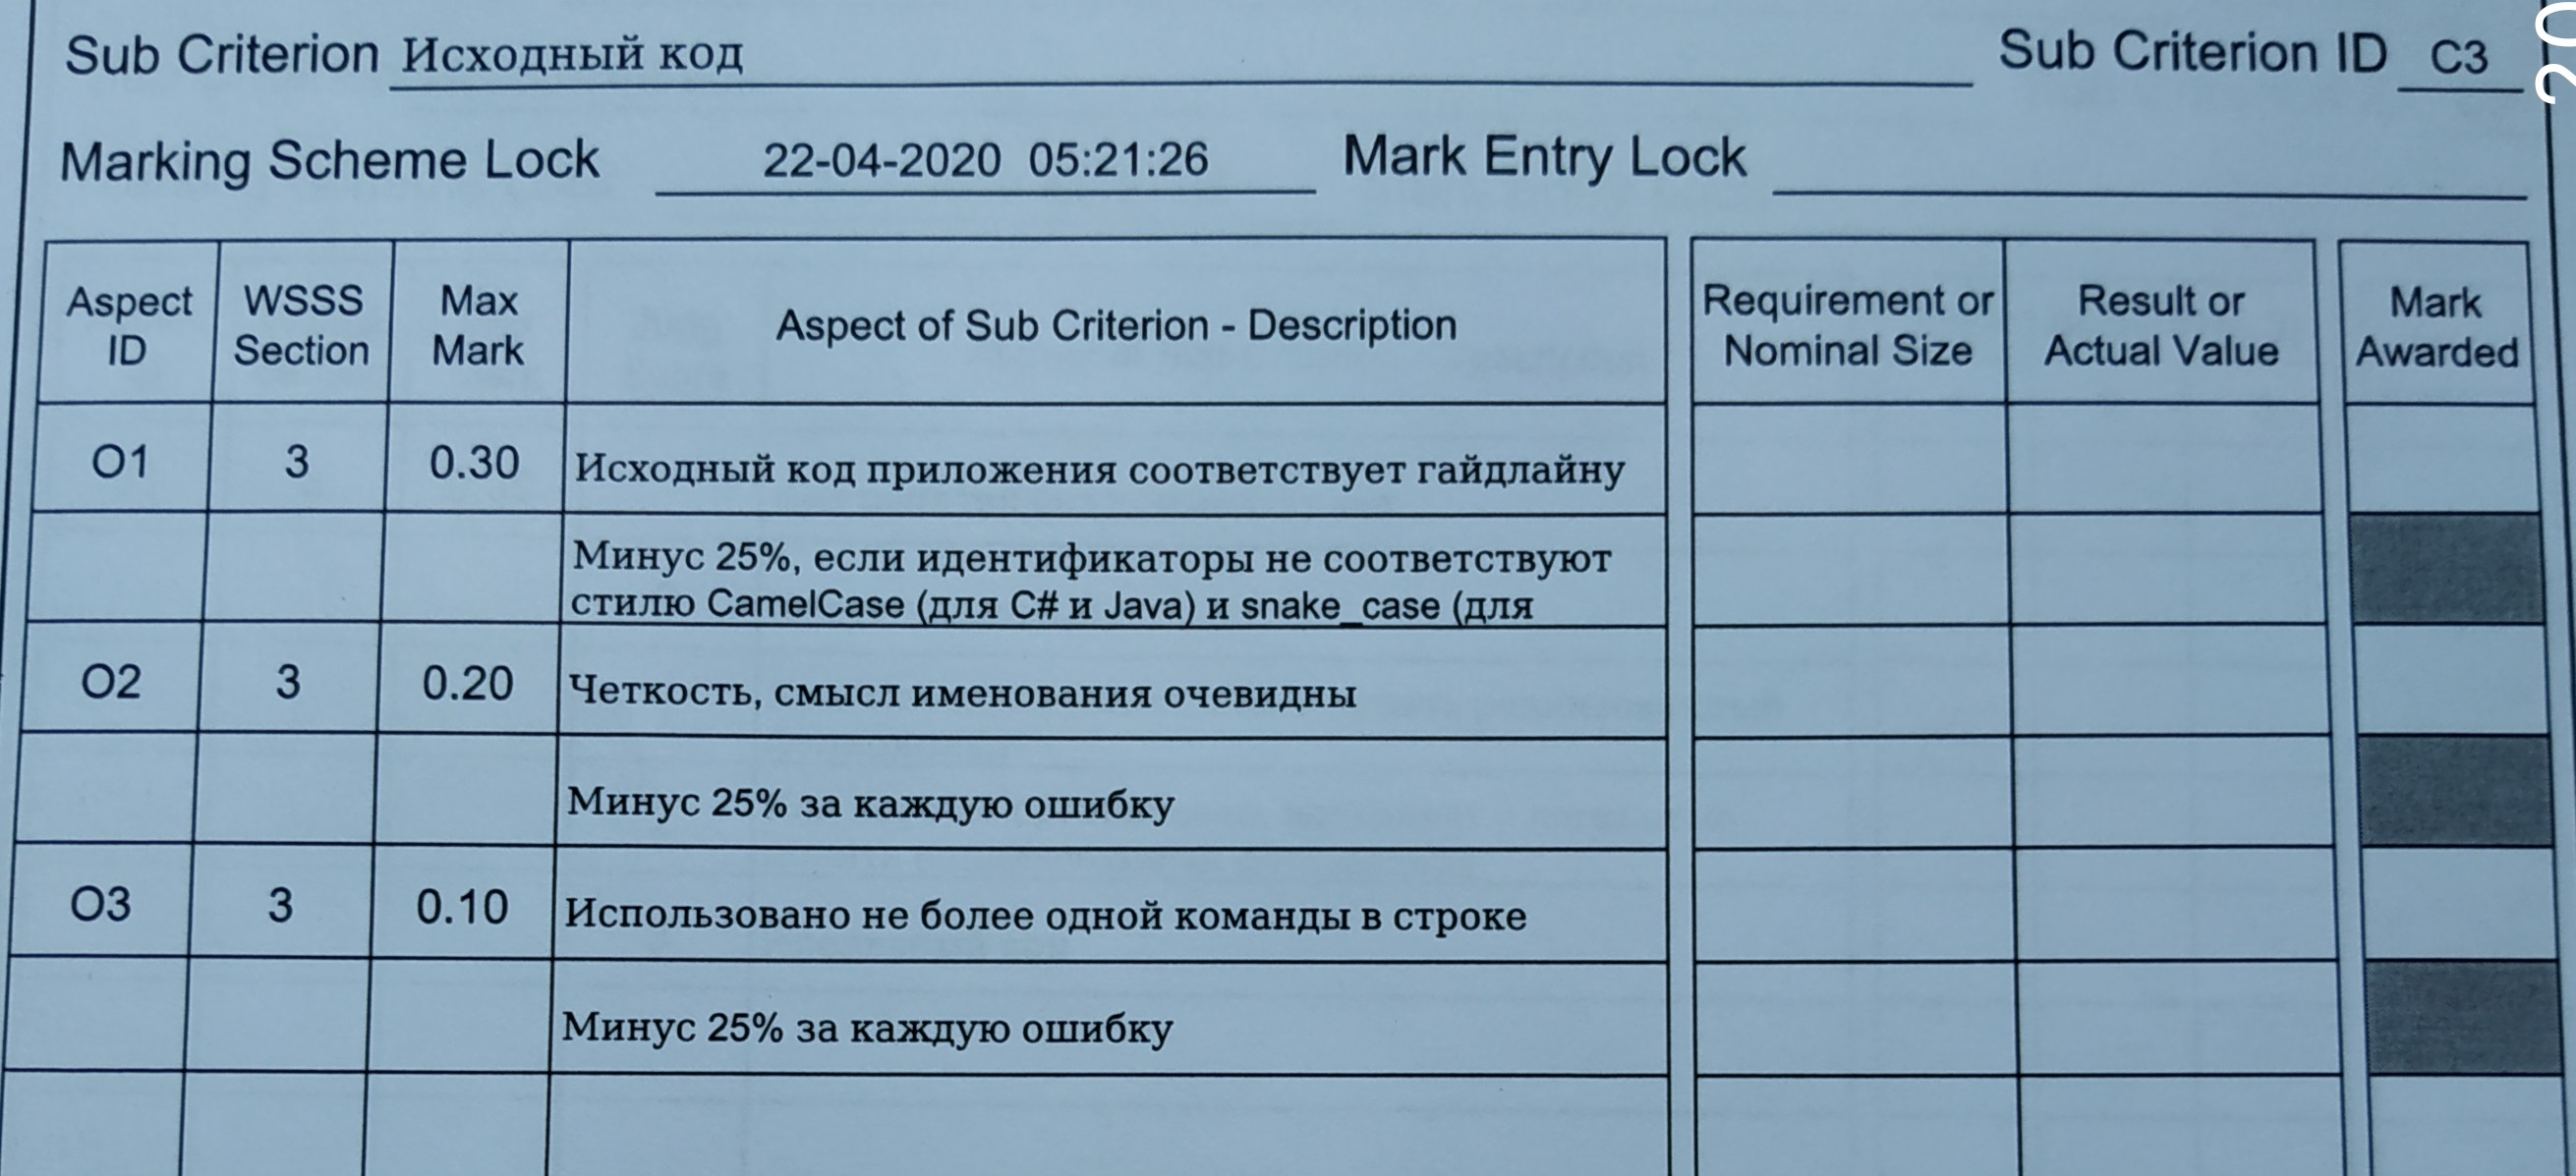 Sub Criterion Исходный код Sub Criterion ID C3
20
Marking Scheme Lock 22-04-2020 05:21:26 Mark Entry Lock
Aspect ID WSSS Section Max Mark Aspect of Sub Criterion - Description Requirement or Nominal Size Result or Actual Value Mark Awarded
O1 3 0.30 Исходный код приложения соответствует гайдлайну
Минус 25%, если идентификаторы не соответствуют
стилю CamelCase (для C# и Java) и snake_case (для
O2 3 0.20 Четкость, смысл именования очевидны
Минус 25% за каждую ошибку
O3 3 0.10 Использовано не более одной команды в строке
Минус 25% за каждую ошибку